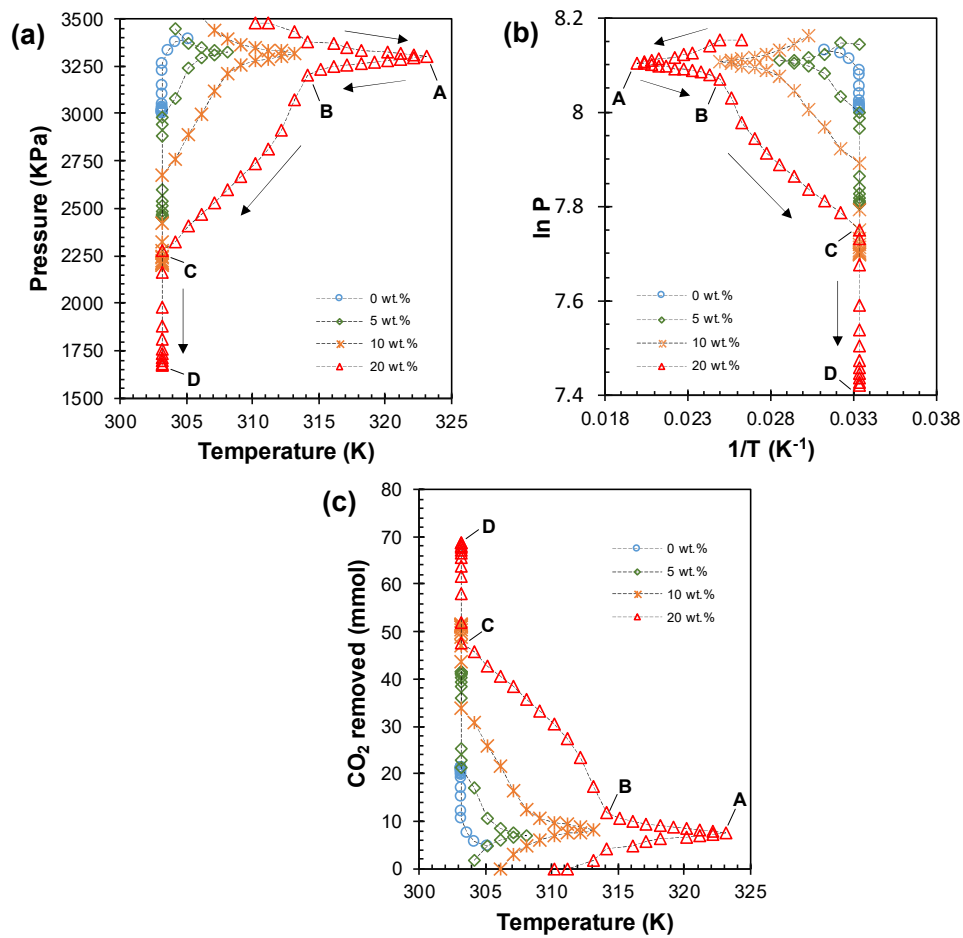 (a)
3500
3250
3000
2750
2500
2250
2000
1750
1500
Pressure (KPa)
A
B
C
D
0 wt.%
5 wt.%
10 wt.%
20 wt.%
300 305 310 315 320 325
Temperature (K)
(b)
8.2
8
7.8
7.6
7.4
ln P
A
B
C
D
0 wt.%
5 wt.%
10 wt.%
20 wt.%
0.018 0.023 0.028 0.033 0.038
1/T (K-1)
(c)
80
70
60
50
40
30
20
10
0
CO2 removed (mmol)
D
C
B
A
0 wt.%
5 wt.%
10 wt.%
20 wt.%
300 305 310 315 320 325
Temperature (K)